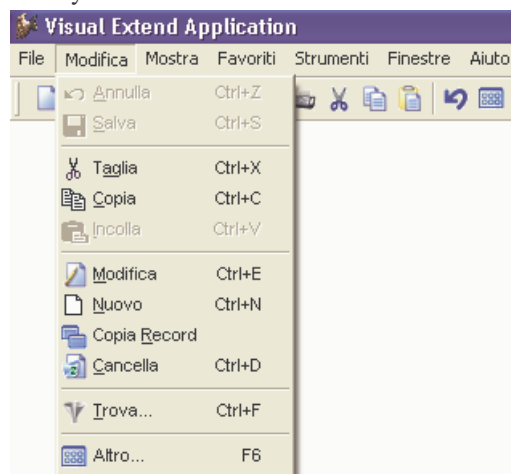 Visual Extend Application
File Modifica Mostra Favoriti Strumenti Finestre Aiuto
Annulla Ctrl+Z
Salva Ctrl+S
Taglia Ctrl+X
Copia Ctrl+C
Incolla Ctrl+V
Modifica Ctrl+E
Nuovo Ctrl+N
Copia Record
Cancella Ctrl+D
Trova... Ctrl+F
Altro... F6